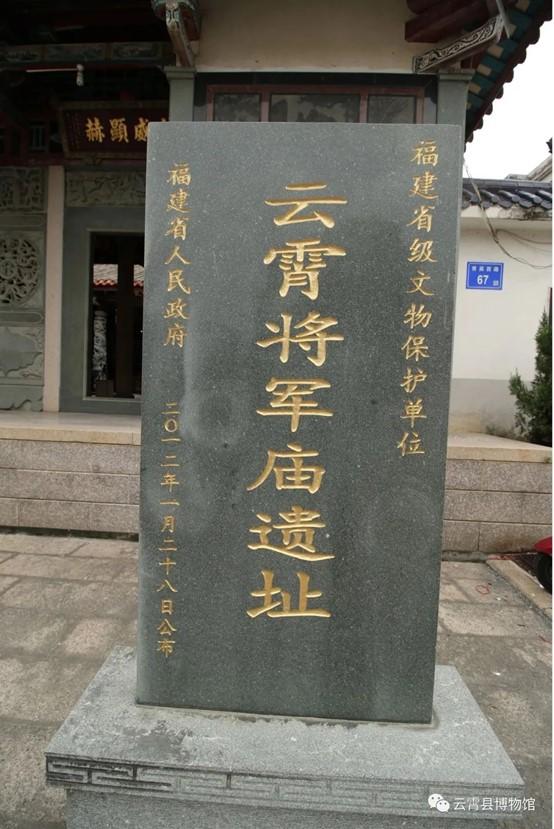 福建省级文物保护单位
云霄将军庙遗址
福建省人民政府
二〇一二年一月二十八日公布
赫顯威
67
云霄县博物馆